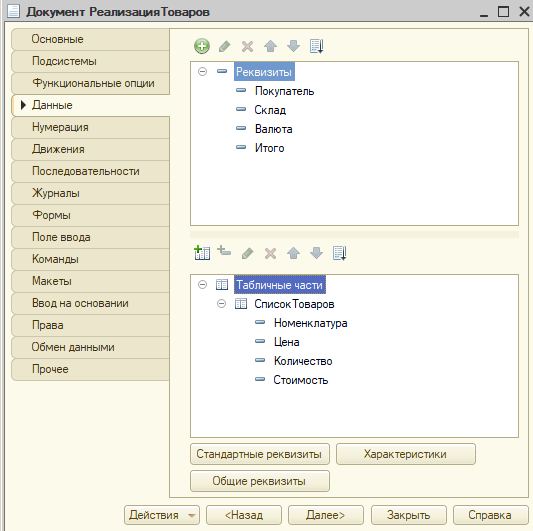 Документ РеализацияТоваров
Основные
Подсистемы
Функциональные опции
Данные
Нумерация
Движения
Последовательности
Журналы
Формы
Поле ввода
Команды
Макеты
Ввод на основании
Права
Обмен данными
Прочее
Реквизиты
Покупатель
Склад
Валюта
Итого
Табличные части
СписокТоваров
Номенклатура
Цена
Количество
Стоимость
Стандартные реквизиты
Характеристики
Общие реквизиты
Действия
<Назад
Далее>
Закрыть
Справка